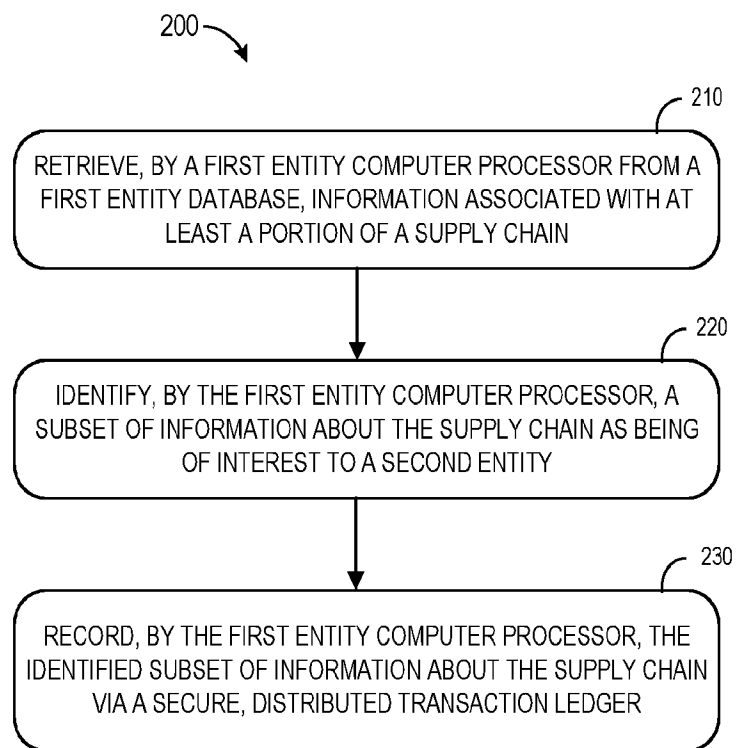 200
210
RETRIEVE, BY A FIRST ENTITY COMPUTER PROCESSOR FROM A
FIRST ENTITY DATABASE, INFORMATION ASSOCIATED WITH AT
LEAST A PORTION OF A SUPPLY CHAIN
220
IDENTIFY, BY THE FIRST ENTITY COMPUTER PROCESSOR, A
SUBSET OF INFORMATION ABOUT THE SUPPLY CHAIN AS BEING
OF INTEREST TO A SECOND ENTITY
230
RECORD, BY THE FIRST ENTITY COMPUTER PROCESSOR, THE
IDENTIFIED SUBSET OF INFORMATION ABOUT THE SUPPLY CHAIN
VIA A SECURE, DISTRIBUTED TRANSACTION LEDGER